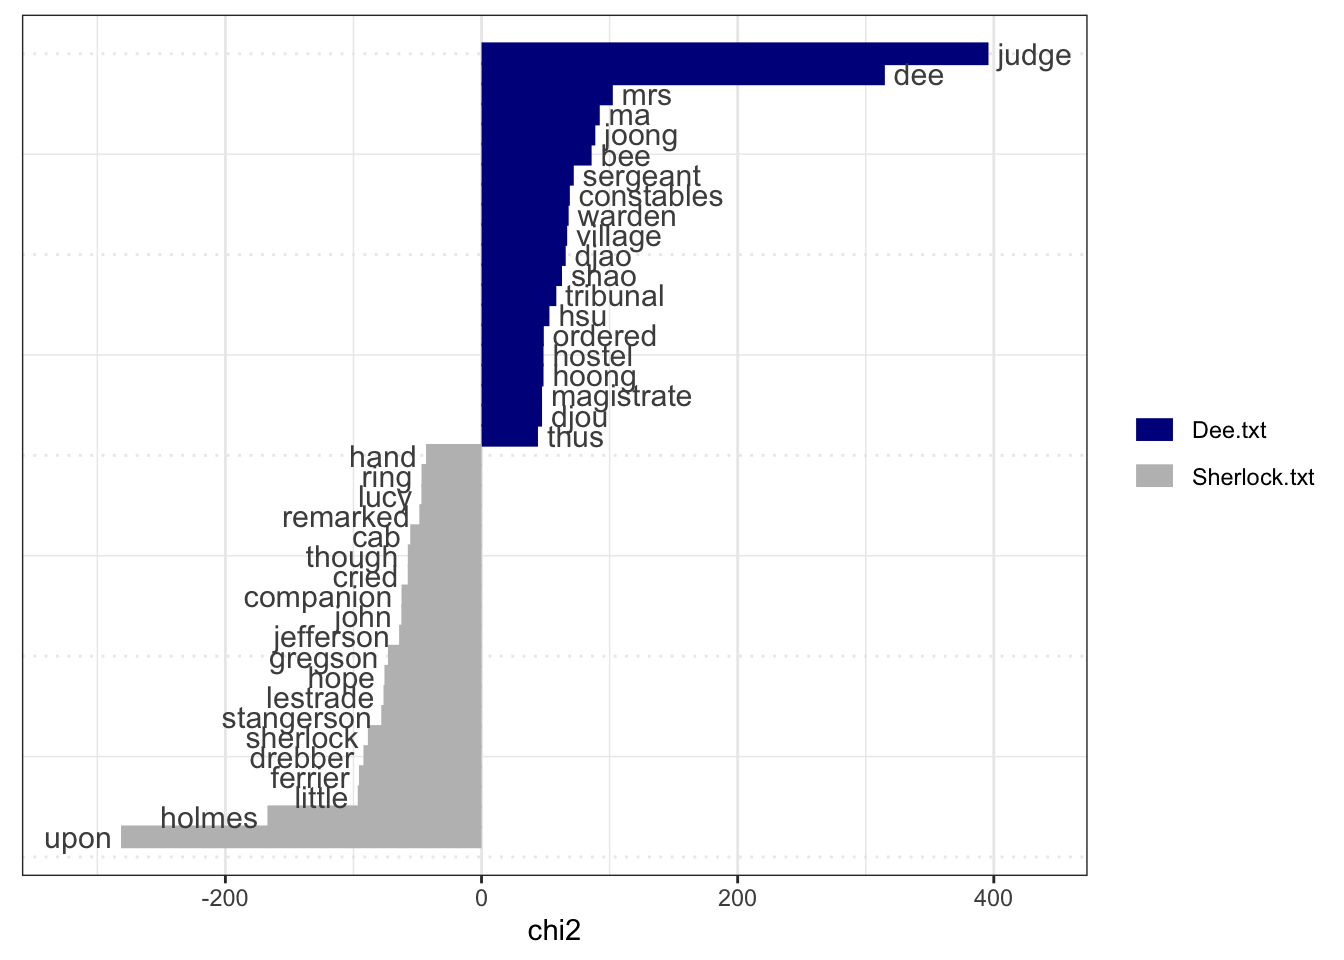 judge
dee
mrs
ma
joong
bee
sergeant
constables
warden
village
djao
shao
tribunal
hsu
ordered
hostel
hoong
magistrate
djou
thus
hand
ring
lucy
remarked
cab
though
cried
companion
john
jefferson
gregson
hope
lestrade
stangerson
sherlock
drebber
ferrier
little
holmes
upon
-200 0 200 400
chi2
Dee.txt
Sherlock.txt